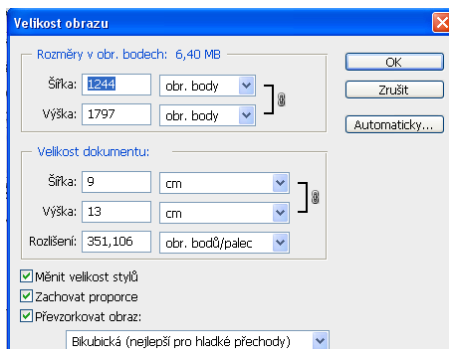 Velikost obrazu
Rozměry v obr. bodech: 6,40 MB
Šířka: 1244 obr. body
Výška: 1797 obr. body
OK
Zrušit
Automaticky...
Velikost dokumentu:
Šířka: 9 cm
Výška: 13 cm
Rozlišení: 351,106 obr. bodů/palec
Měnit velikost stylů
Zachovat proporce
Převzorkovat obraz:
Bikubická (nejlepší pro hladké přechody)